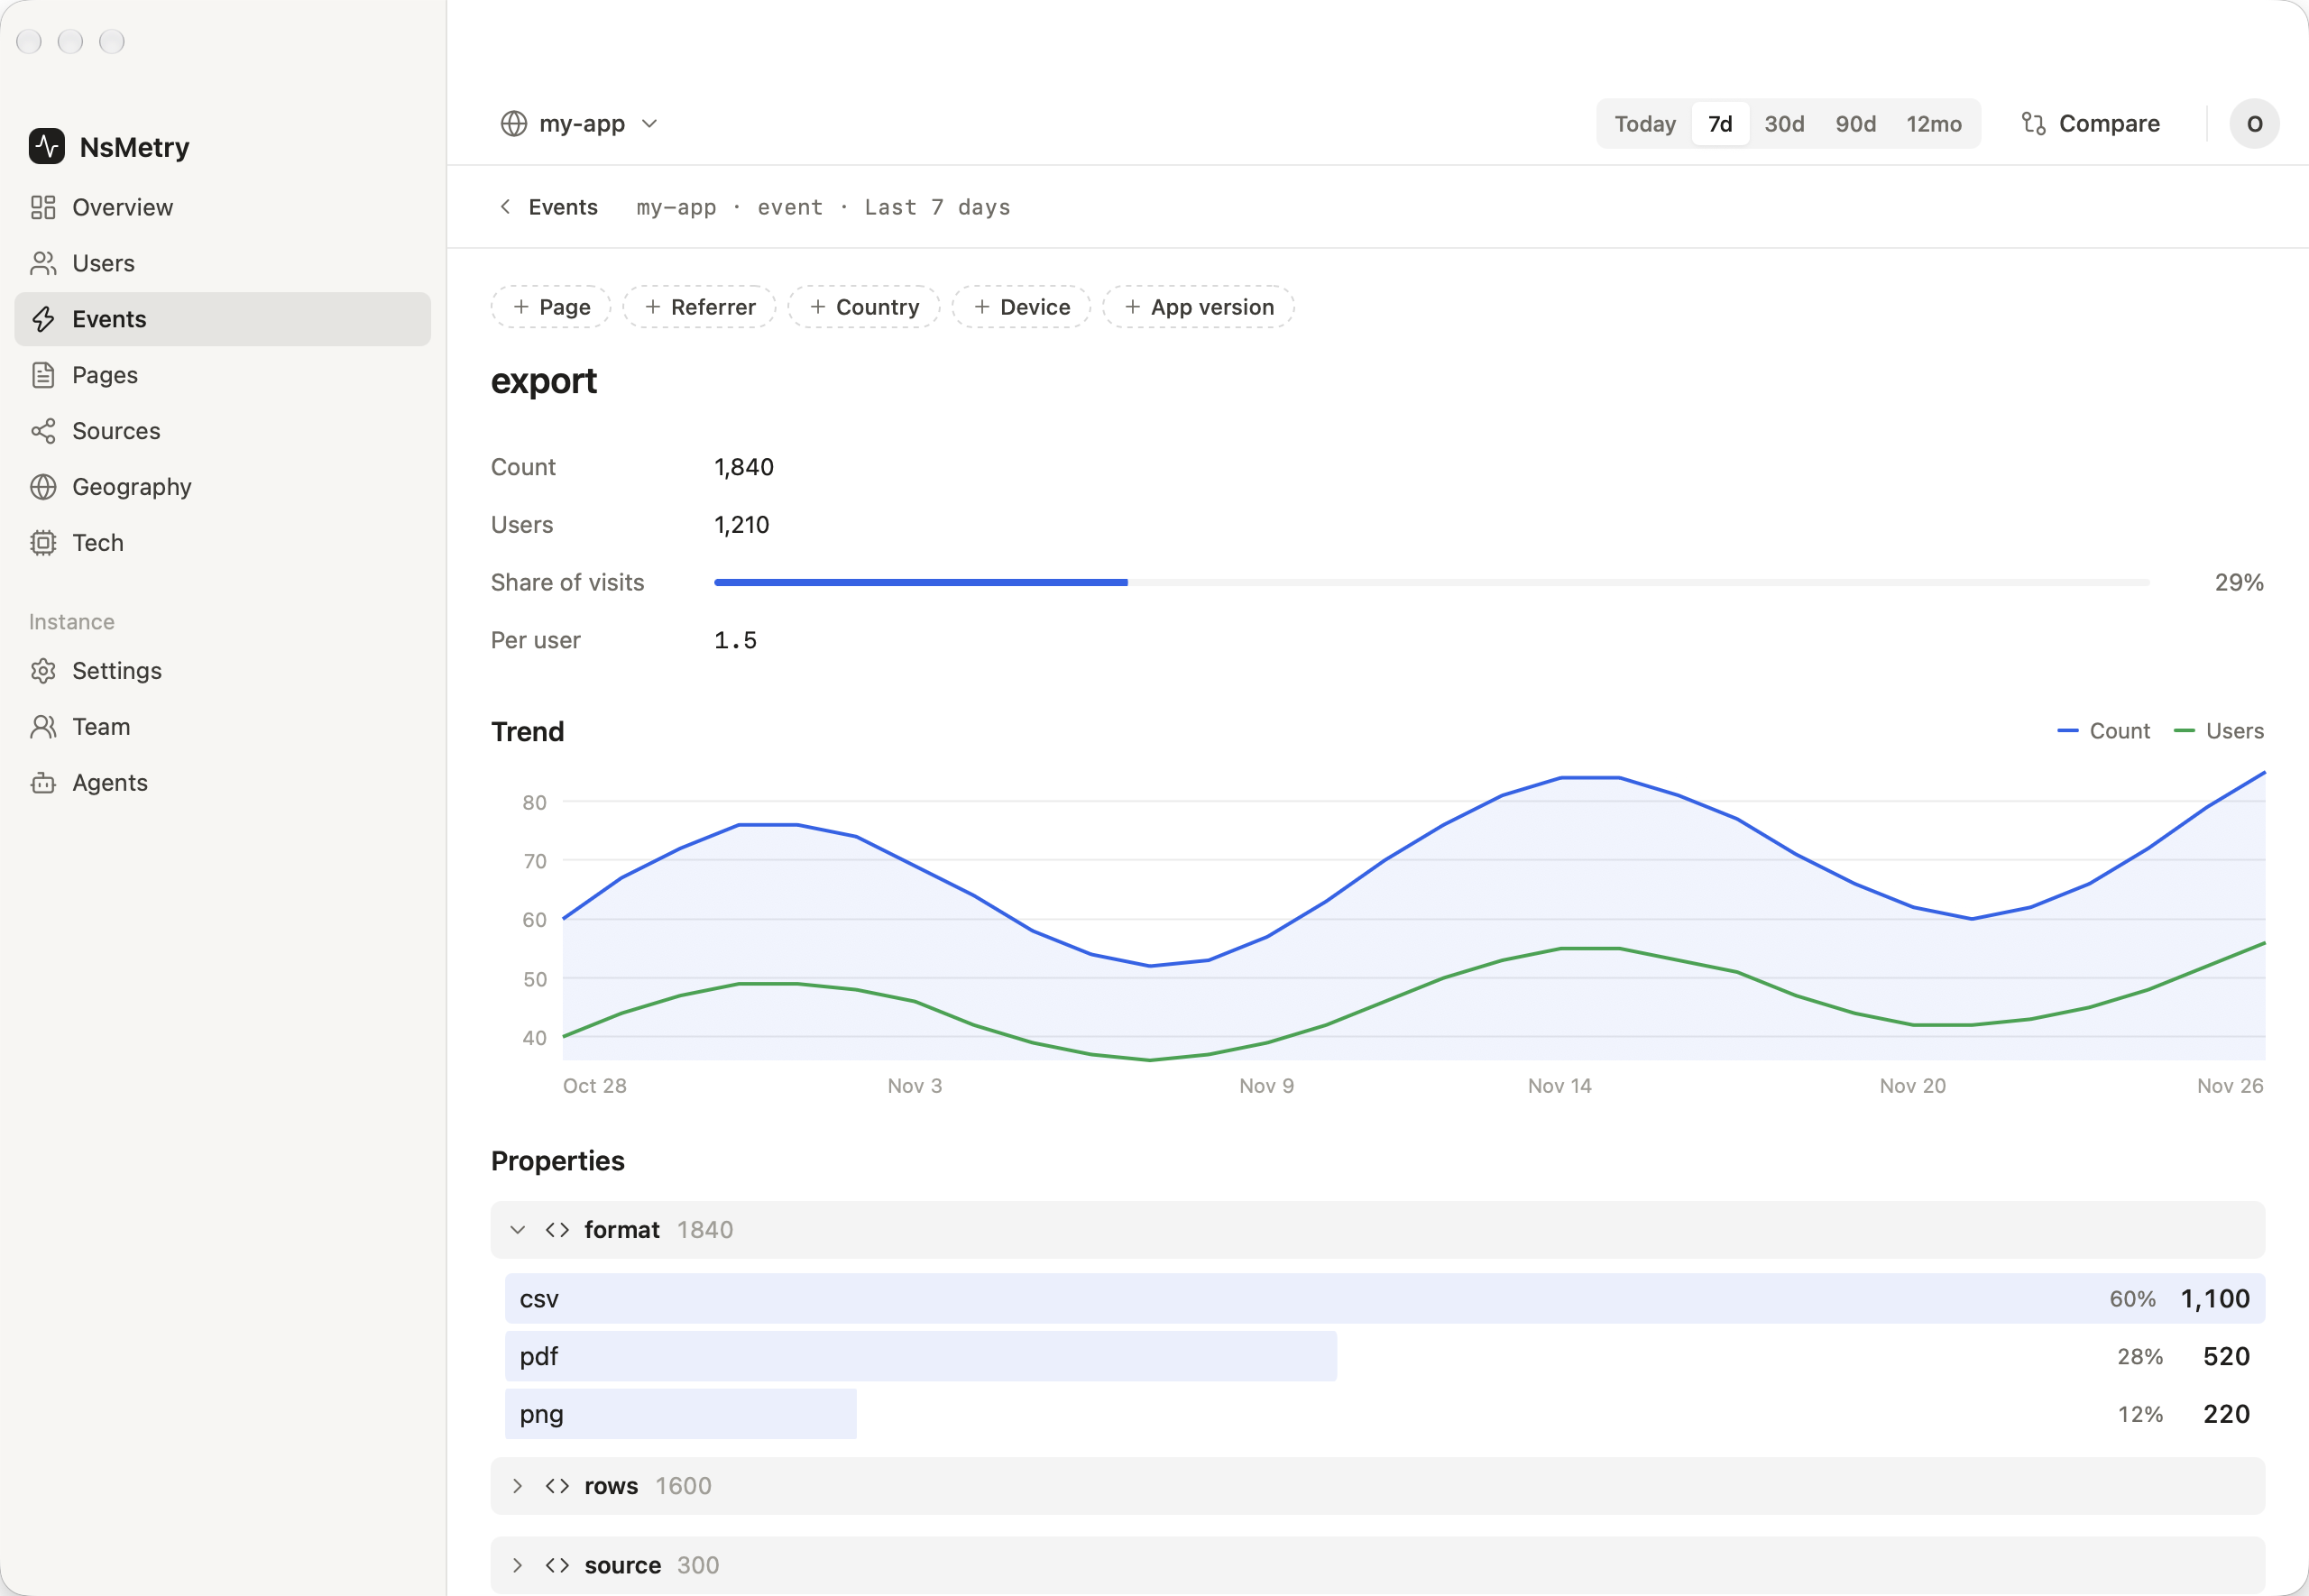 NsMetry
Overview
Users
Events
Pages
Sources
Geography
Tech
Instance
Settings
Team
Agents
my-app
Today 7d 30d 90d 12mo Compare O
Events my-app · event · Last 7 days
+ Page + Referrer + Country + Device + App version
export
Count 1,840
Users 1,210
Share of visits 29%
Per user 1.5
Trend Count Users
80
70
60
50
40
Oct 28 Nov 3 Nov 9 Nov 14 Nov 20 Nov 26
Properties
<> format 1840
csv 60% 1,100
pdf 28% 520
png 12% 220
<> rows 1600
<> source 300